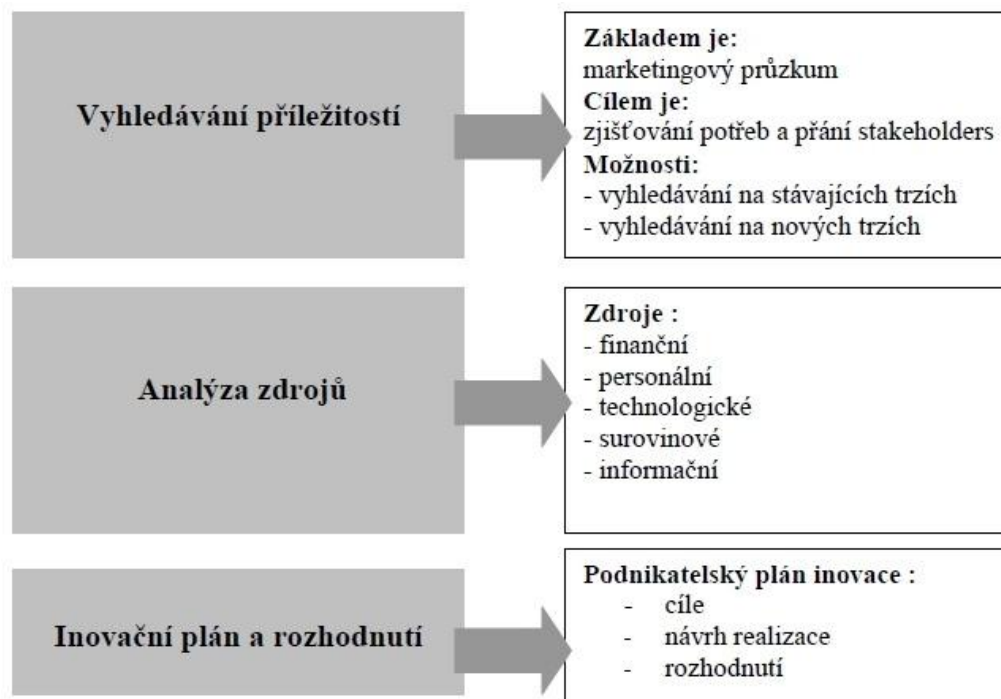 Vyhledávání příležitostí
Základem je:
marketingový průzkum
Cílem je:
zjišťování potřeb a přání stakeholders
Možnosti:
- vyhledávání na stávajících trzích
- vyhledávání na nových trzích
Analýza zdrojů
Zdroje :
- finanční
- personální
- technologické
- surovinové
- informační
Inovační plán a rozhodnutí
Podnikatelský plán inovace :
- cíle
- návrh realizace
- rozhodnutí